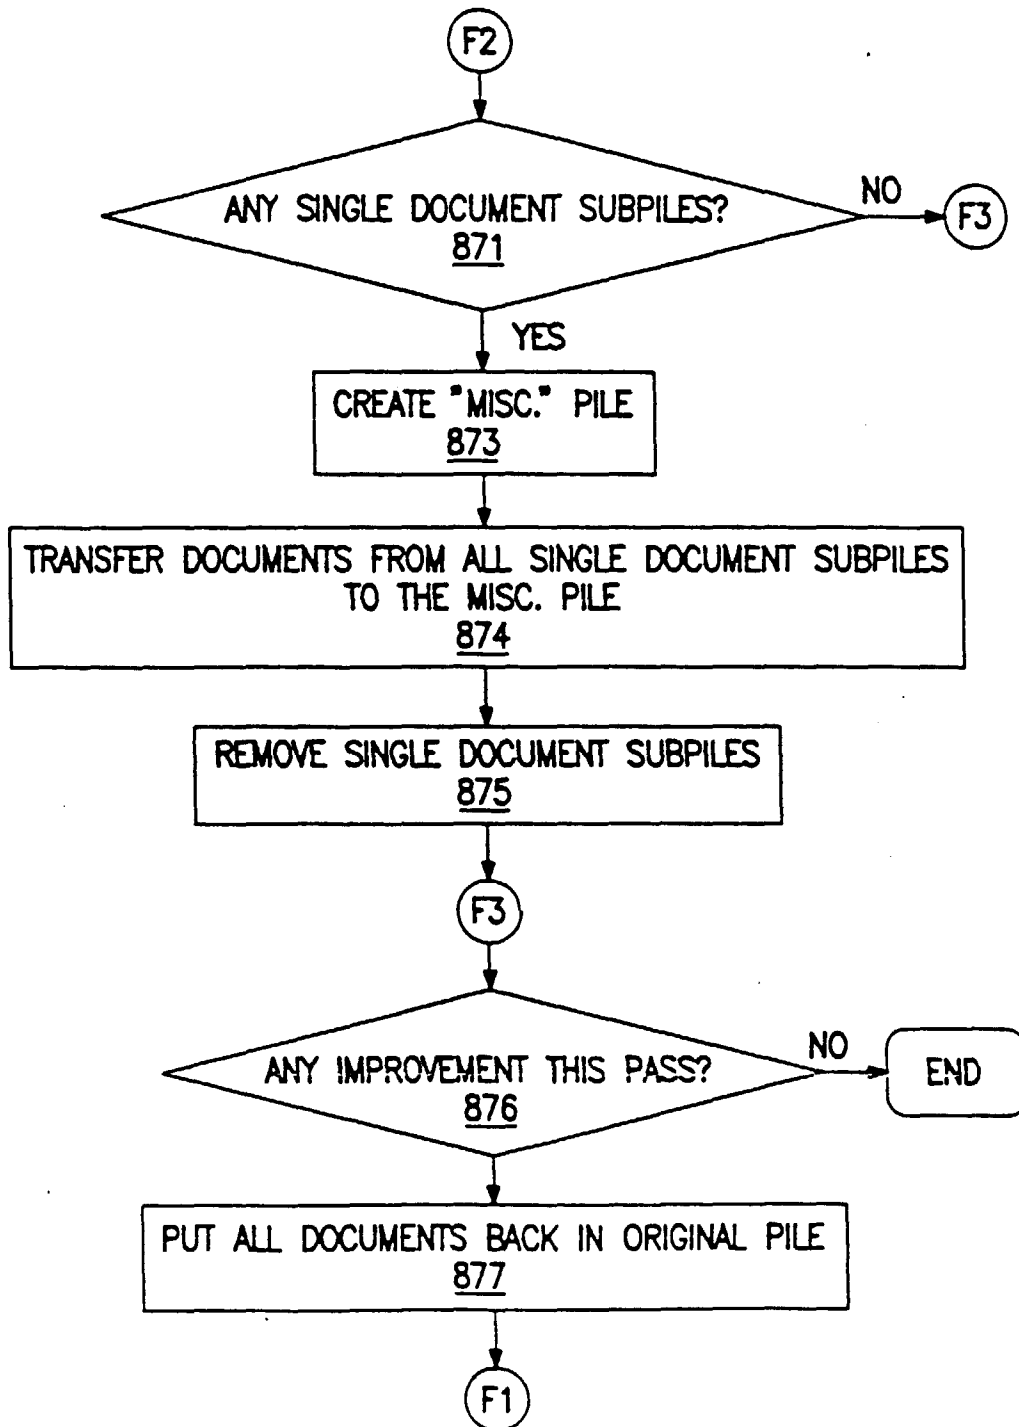 F2
ANY SINGLE DOCUMENT SUBPILES?
871
NO
F3
YES
CREATE "MISC." PILE
873
TRANSFER DOCUMENTS FROM ALL SINGLE DOCUMENT SUBPILES
TO THE MISC. PILE
874
REMOVE SINGLE DOCUMENT SUBPILES
875
F3
ANY IMPROVEMENT THIS PASS?
876
NO
END
PUT ALL DOCUMENTS BACK IN ORIGINAL PILE
877
F1